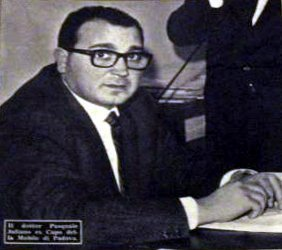 Il dottor Pasquale
Juliano ex Capo del-
la Mobile di Padova.